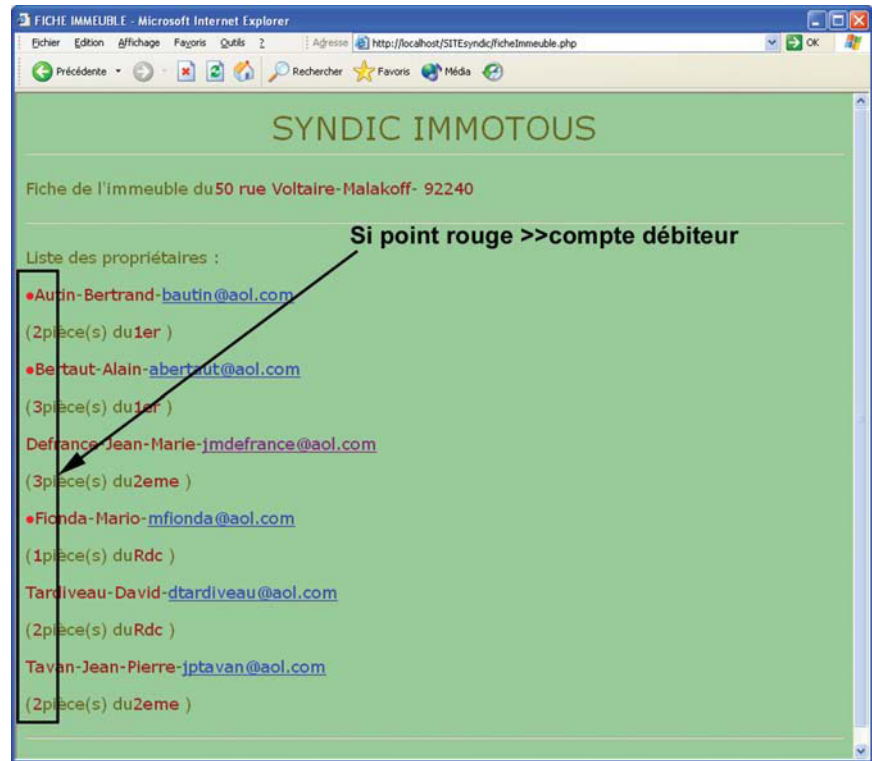 FICHE IMMEUBLE - Microsoft Internet Explorer
Fichier Edition Affichage Favoris Outils ? Adresse http://localhost/SITEsyndic/ficheImmeuble.php OK
Précédente Rechercher Favoris Média
SYNDIC IMMOTOUS
Fiche de l'immeuble du50 rue Voltaire-Malakoff- 92240
Si point rouge >>compte débiteur
Liste des propriétaires :
•Autin-Bertrand-bautin@aol.com
(2pièce(s) du1er )
•Bertaut-Alain-abertaut@aol.com
(3pièce(s) du1er )
Defrance-Jean-Marie-jmdefrance@aol.com
(3pièce(s) du2eme )
•Fionda-Mario-mfionda@aol.com
(1pièce(s) duRdc )
Tardiveau-David-dtardiveau@aol.com
(2pièce(s) duRdc )
Tavan-Jean-Pierre-jptavan@aol.com
(2pièce(s) du2eme )